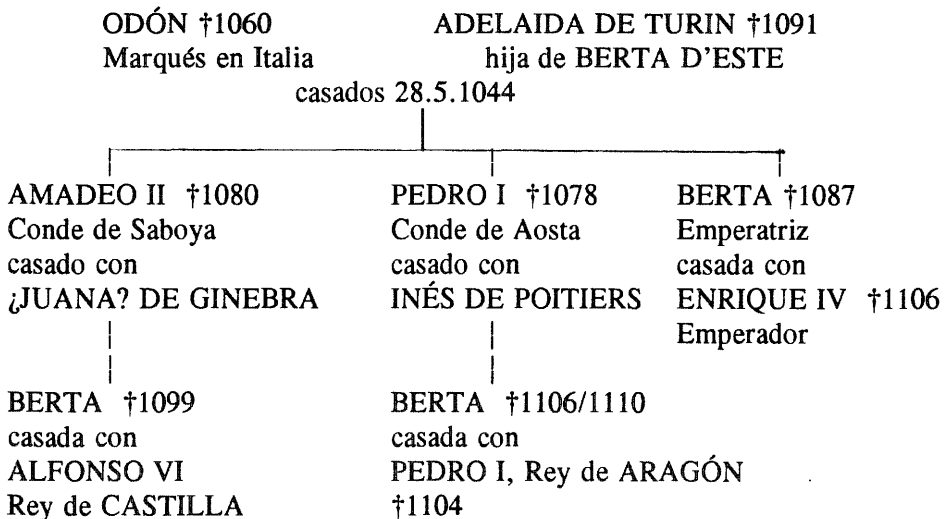 ODÓN †1060
Marqués en Italia
ADELAIDA DE TURIN †1091
hija de BERTA D'ESTE
casados 28.5.1044
AMADEO II †1080
Conde de Saboya
casado con
¿JUANA? DE GINEBRA
PEDRO I †1078
Conde de Aosta
casado con
INÉS DE POITIERS
BERTA †1087
Emperatriz
casada con
ENRIQUE IV †1106
Emperador
BERTA †1099
casada con
ALFONSO VI
Rey de CASTILLA
BERTA †1106/1110
casada con
PEDRO I, Rey de ARAGÓN
†1104